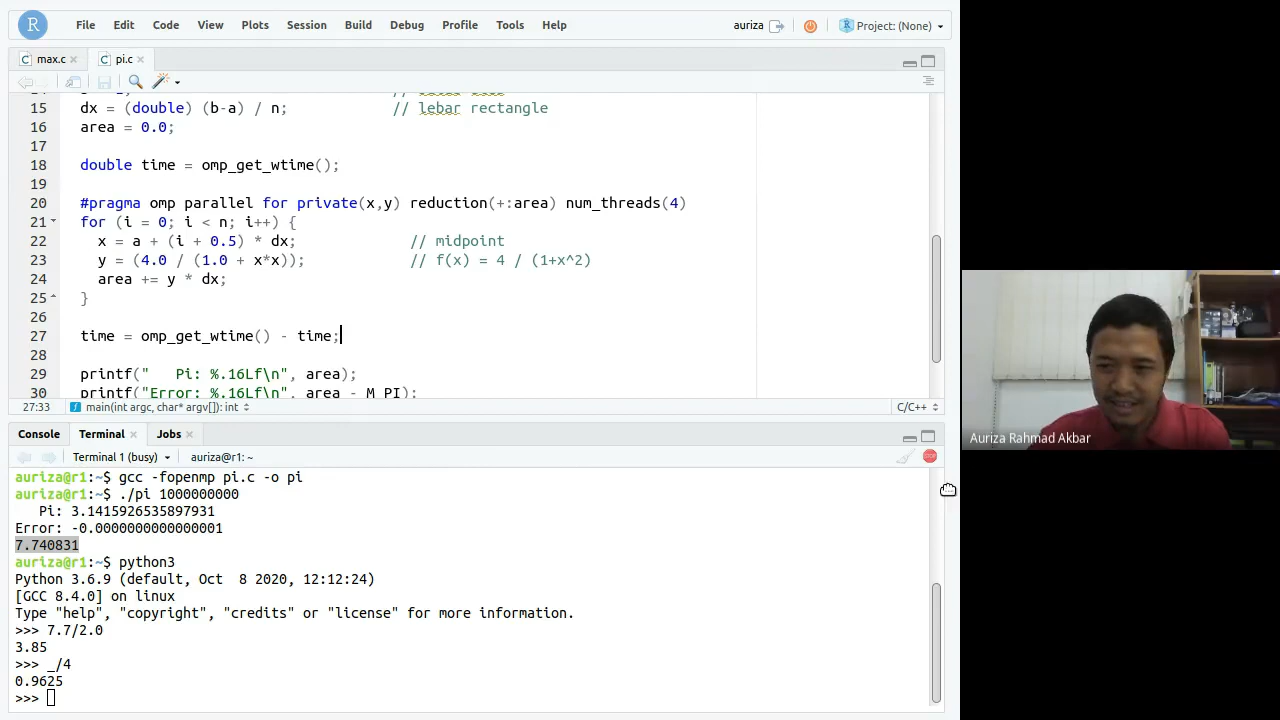 R File Edit Code View Plots Session Build Debug Profile Tools Help auriza R Project: (None)
max.c pi.c
15 dx = (double) (b-a) / n; // lebar rectangle
16 area = 0.0;
17
18 double time = omp_get_wtime();
19
20 #pragma omp parallel for private(x,y) reduction(+:area) num_threads(4)
21 for (i = 0; i < n; i++) {
22 x = a + (i + 0.5) * dx; // midpoint
23 y = (4.0 / (1.0 + x*x)); // f(x) = 4 / (1+x^2)
24 area += y * dx;
25 }
26
27 time = omp_get_wtime() - time;
28
29 printf("   Pi: %.16Lf\n", area);
30 printf("Error: %.16Lf\n", area - M_PI);
27:33 main(int argc, char* argv[]): int C/C++
Console Terminal Jobs
Terminal 1 (busy) auriza@r1: ~ STOP
auriza@r1:~$ gcc -fopenmp pi.c -o pi
auriza@r1:~$ ./pi 1000000000
Pi: 3.1415926535897931
Error: -0.0000000000000001
7.740831
auriza@r1:~$ python3
Python 3.6.9 (default, Oct  8 2020, 12:12:24)
[GCC 8.4.0] on linux
Type "help", "copyright", "credits" or "license" for more information.
>>> 7.7/2.0
3.85
>>> _/4
0.9625
>>>
Auriza Rahmad Akbar